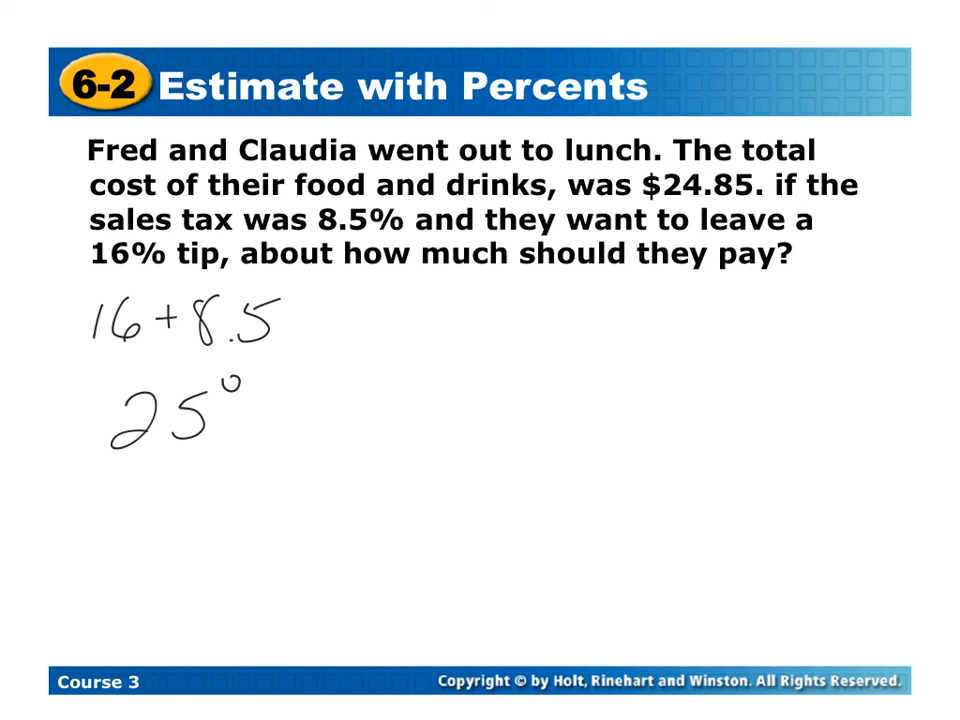 6-2 Estimate with Percents
Fred and Claudia went out to lunch. The total
cost of their food and drinks, was $24.85. if the
sales tax was 8.5% and they want to leave a
16% tip, about how much should they pay?
16 + 8.5
25°
Course 3
Copyright © by Holt, Rinehart and Winston. All Rights Reserved.